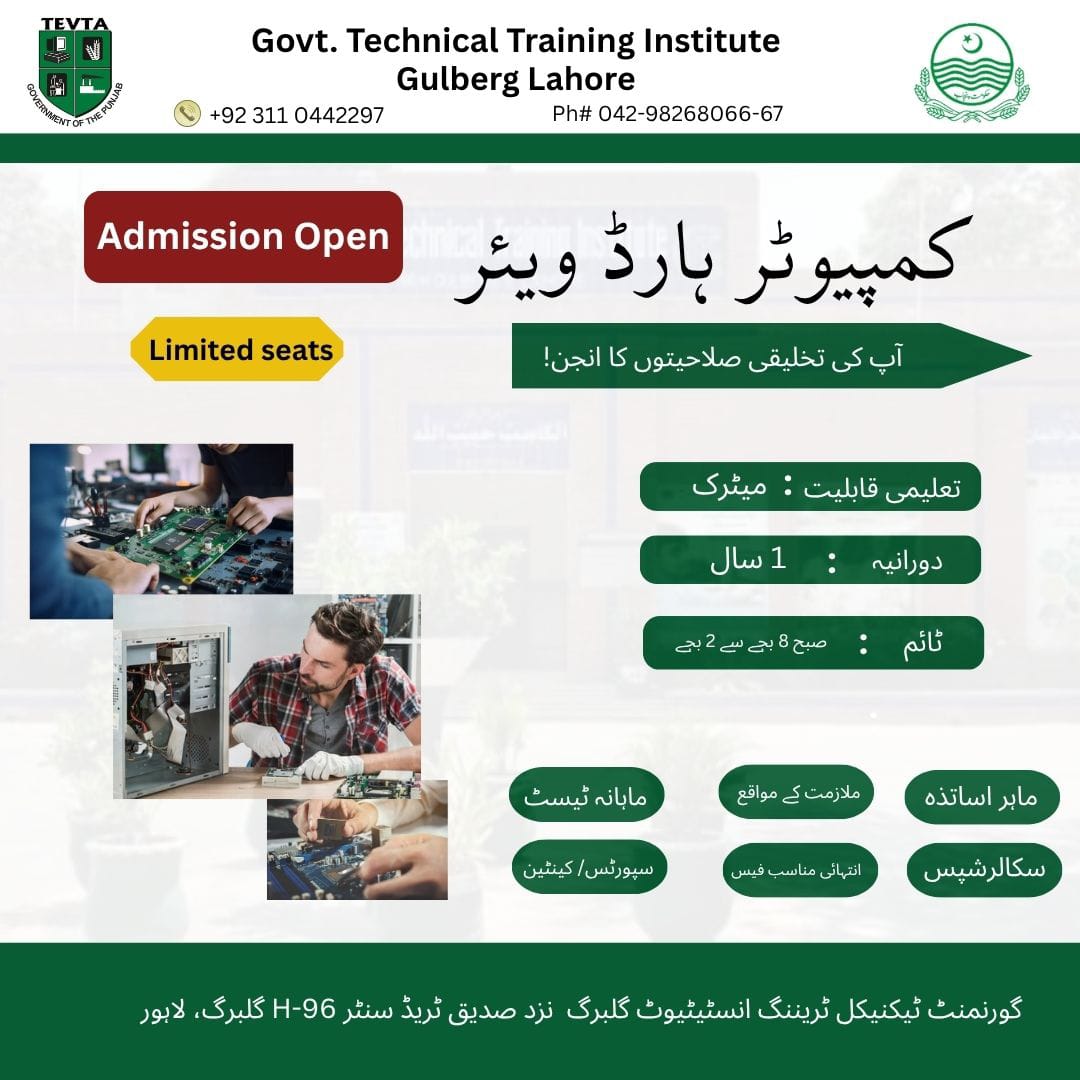 TEVTA
GOVERNMENT OF THE PUNJAB
Govt. Technical Training Institute
Gulberg Lahore
+92 311 0442297
Ph# 042-98268066-67
حکومت پنجاب
Admission Open
کمپیوٹر ہارڈ ویئر
Limited seats
آپ کی تخلیقی صلاحیتوں کا انجن!
تعلیمی قابلیت : میٹرک
دورانیہ : 1 سال
ٹائم : صبح 8 بجے سے 2 بجے
ماہر اساتذہ
ملازمت کے مواقع
ماہانہ ٹیسٹ
سکالرشپس
انتہائی مناسب فیس
سپورٹس/ کینٹین
گورنمنٹ ٹیکنیکل ٹریننگ انسٹیٹیوٹ گلبرگ نزد صدیق ٹریڈ سنٹر H-96 گلبرگ، لاہور